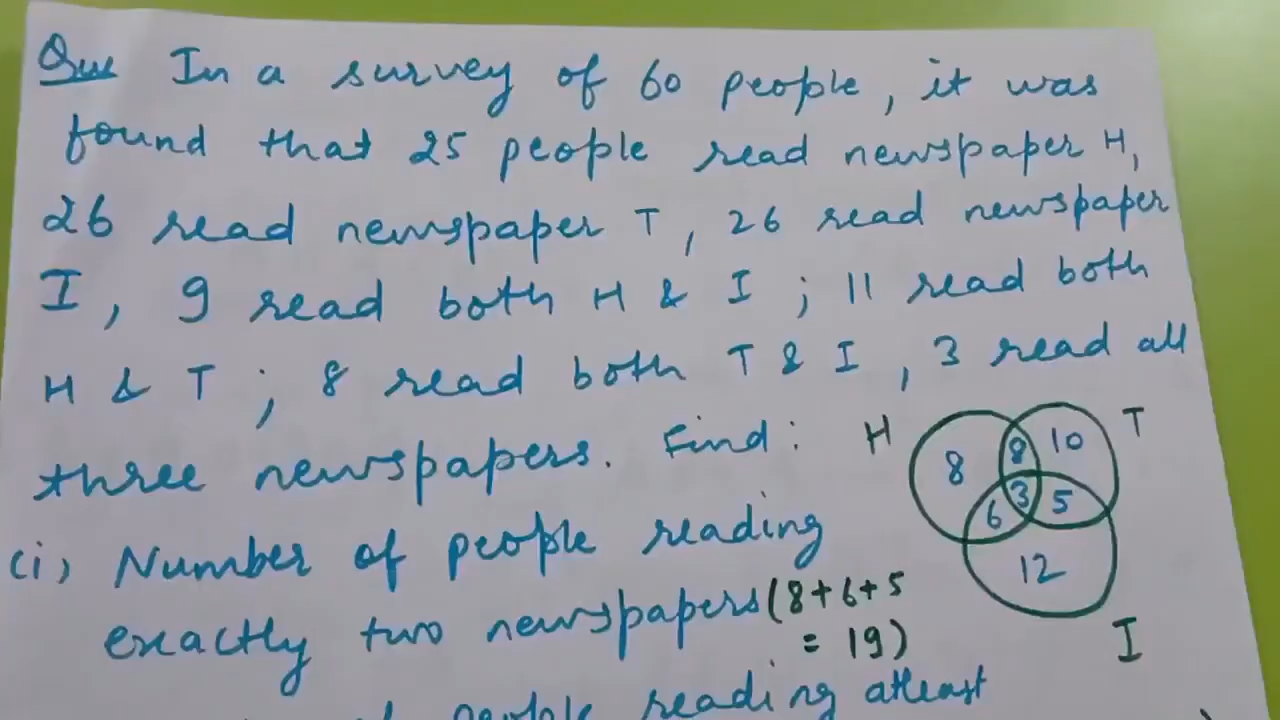 Que In a survey of 60 people, it was
found that 25 people read newspaper H,
26 read newspaper T, 26 read newspaper
I, 9 read both H & I ; 11 read both
H & T ; 8 read both T & I, 3 read all
three newspapers. Find :
H T
8 8 10
6 3 5
12
I
(i) Number of people reading
exactly two newspapers (8+6+5
= 19)
people reading atleast